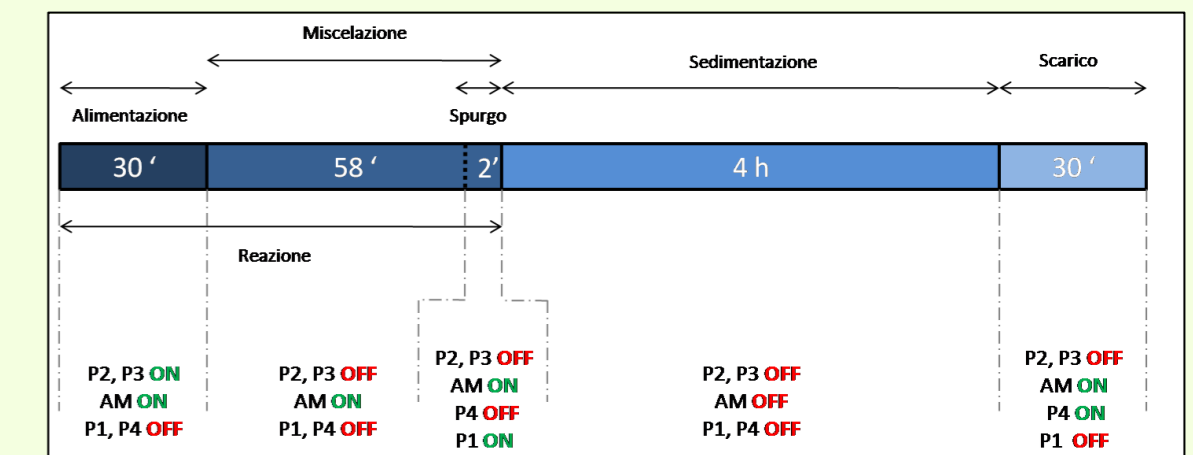 Miscelazione
Sedimentazione
Scarico
Alimentazione
Spurgo
30 ‘
58 ‘
2’
4 h
30 ‘
Reazione
P2, P3 ON
AM ON
P1, P4 OFF
P2, P3 OFF
AM ON
P1, P4 OFF
P2, P3 OFF
AM ON
P4 OFF
P1 ON
P2, P3 OFF
AM OFF
P1, P4 OFF
P2, P3 OFF
AM ON
P4 ON
P1 OFF